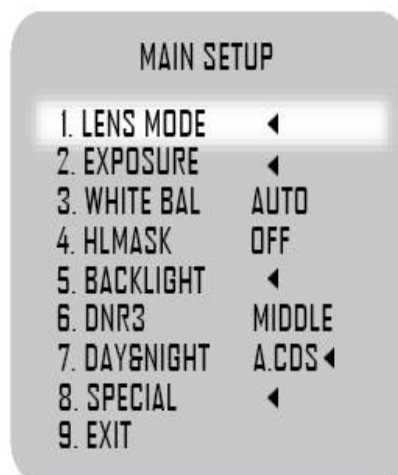 MAIN SETUP
1. LENS MODE ◀
2. EXPOSURE ◀
3. WHITE BAL AUTO
4. HLMASK OFF
5. BACKLIGHT ◀
6. DNR3 MIDDLE
7. DAY&NIGHT A.CDS◀
8. SPECIAL ◀
9. EXIT